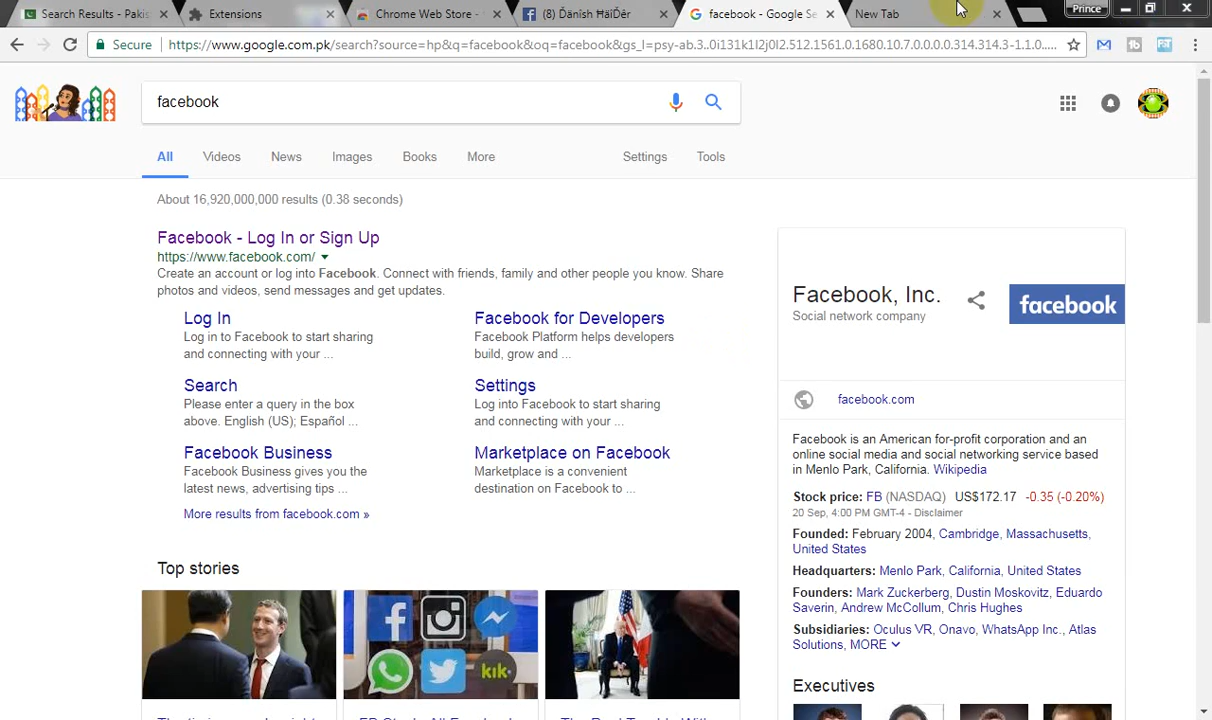 Search Results - Pakis
Extensions
Chrome Web Store -
(8) Ďänish ĤäiĎêr
facebook - Google Se
New Tab
Prince
Secure
https://www.google.com.pk/search?source=hp&q=facebook&oq=facebook&gs_l=psy-ab.3..0i131k1l2j0l2.512.1561.0.1680.10.7.0.0.0.0.314.314.3-1.1.0.…
facebook
All Videos News Images Books More Settings Tools
About 16,920,000,000 results (0.38 seconds)
Facebook - Log In or Sign Up
https://www.facebook.com/
Create an account or log into Facebook. Connect with friends, family and other people you know. Share
photos and videos, send messages and get updates.
Log In
Log in to Facebook to start sharing
and connecting with your ...
Facebook for Developers
Facebook Platform helps developers
build, grow and ...
Search
Please enter a query in the box
above. English (US); Español ...
Settings
Log into Facebook to start sharing
and connecting with your ...
Facebook Business
Facebook Business gives you the
latest news, advertising tips ...
Marketplace on Facebook
Marketplace is a convenient
destination on Facebook to ...
More results from facebook.com »
Top stories
kik
Facebook, Inc.
Social network company
facebook
facebook.com
Facebook is an American for-profit corporation and an
online social media and social networking service based
in Menlo Park, California. Wikipedia
Stock price: FB (NASDAQ) US$172.17 -0.35 (-0.20%)
20 Sep, 4:00 PM GMT-4 - Disclaimer
Founded: February 2004, Cambridge, Massachusetts,
United States
Headquarters: Menlo Park, California, United States
Founders: Mark Zuckerberg, Dustin Moskovitz, Eduardo
Saverin, Andrew McCollum, Chris Hughes
Subsidiaries: Oculus VR, Onavo, WhatsApp Inc., Atlas
Solutions, MORE
Executives